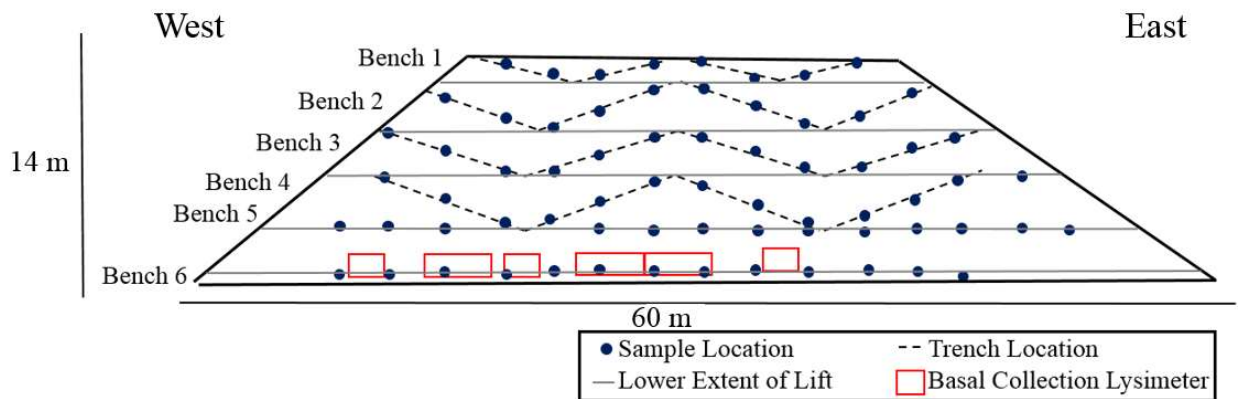 West
East
Bench 1
Bench 2
Bench 3
14 m
Bench 4
Bench 5
Bench 6
60 m
Sample Location
Trench Location
Lower Extent of Lift
Basal Collection Lysimeter